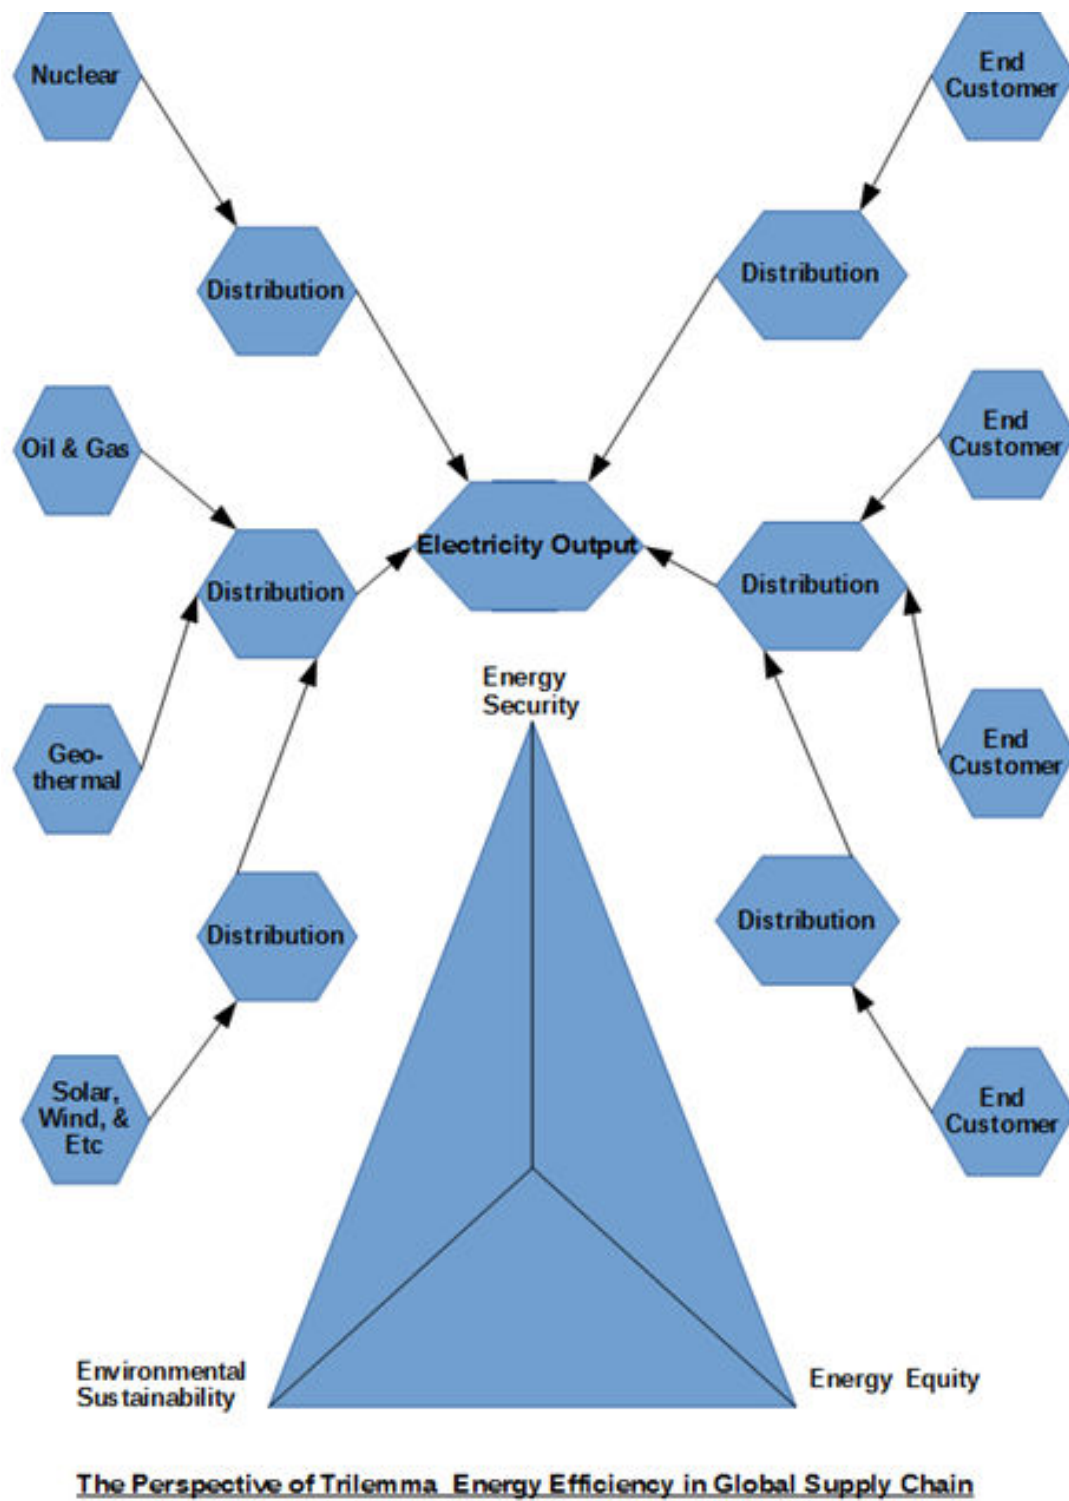 Nuclear
End
Customer
Distribution
Distribution
Oil & Gas
End
Customer
Electricity Output
Distribution
Distribution
Energy
Security
Geo-
thermal
End
Customer
Distribution
Distribution
Solar,
Wind, &
Etc
End
Customer
Environmental
Sustainability
Energy Equity
The Perspective of Trilemma Energy Efficiency in Global Supply Chain